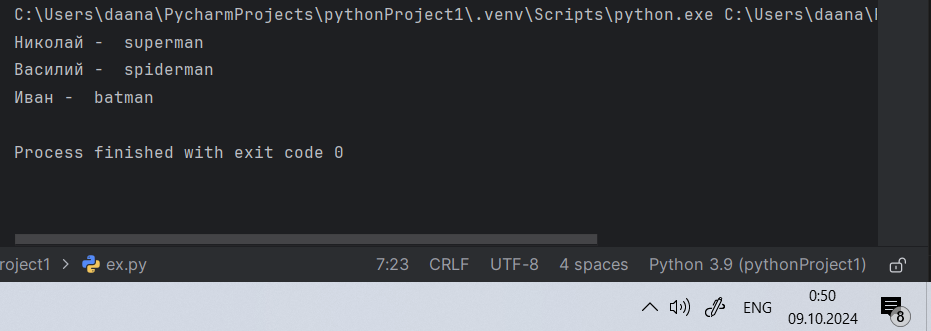 C:\Users\daana\PycharmProjects\pythonProject1\.venv\Scripts\python.exe C:\Users\daana\
Николай -  superman
Василий -  spiderman
Иван -  batman
Process finished with exit code 0
roject1 > ex.py 7:23 CRLF UTF-8 4 spaces Python 3.9 (pythonProject1)
ENG 0:50
09.10.2024 8